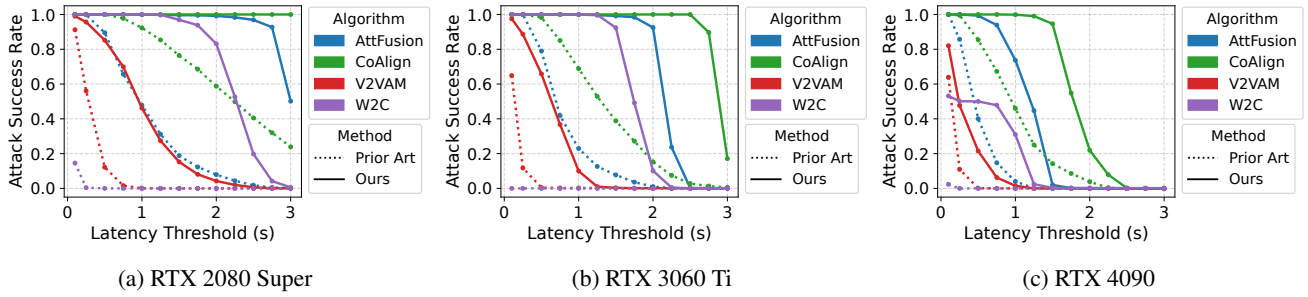 Attack Success Rate
1.0
0.8
0.6
0.4
0.2
0.0
0 1 2 3
Latency Threshold (s)
Algorithm
AttFusion
CoAlign
V2VAM
W2C
Method
Prior Art
Ours
(a) RTX 2080 Super
Attack Success Rate
1.0
0.8
0.6
0.4
0.2
0.0
0 1 2 3
Latency Threshold (s)
Algorithm
AttFusion
CoAlign
V2VAM
W2C
Method
Prior Art
Ours
(b) RTX 3060 Ti
Attack Success Rate
1.0
0.8
0.6
0.4
0.2
0.0
0 1 2 3
Latency Threshold (s)
Algorithm
AttFusion
CoAlign
V2VAM
W2C
Method
Prior Art
Ours
(c) RTX 4090